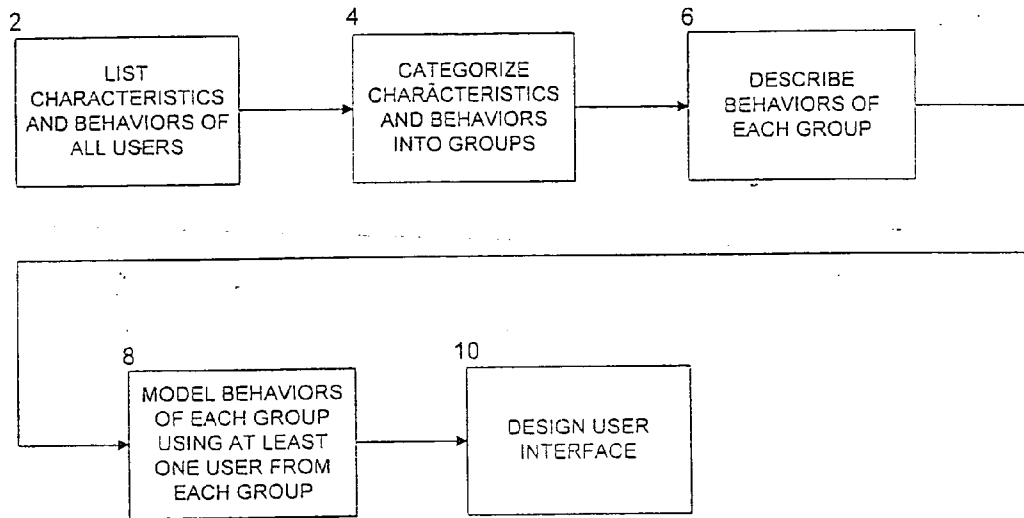 2
LIST
CHARACTERISTICS
AND BEHAVIORS OF
ALL USERS
4
CATEGORIZE
CHARACTERISTICS
AND BEHAVIORS
INTO GROUPS
6
DESCRIBE
BEHAVIORS OF
EACH GROUP
8
MODEL BEHAVIORS
OF EACH GROUP
USING AT LEAST
ONE USER FROM
EACH GROUP
10
DESIGN USER
INTERFACE